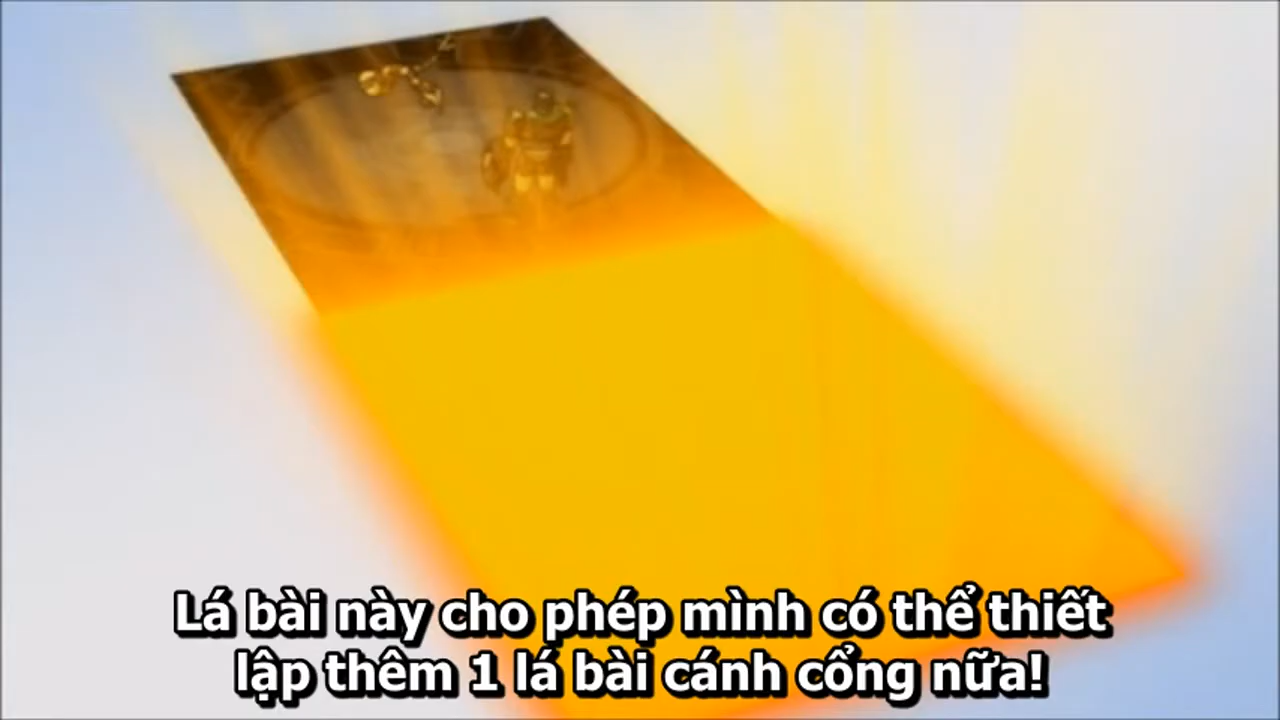 Lá bài này cho phép mình có thể thiết
lập thêm 1 lá bài cánh cổng nữa!